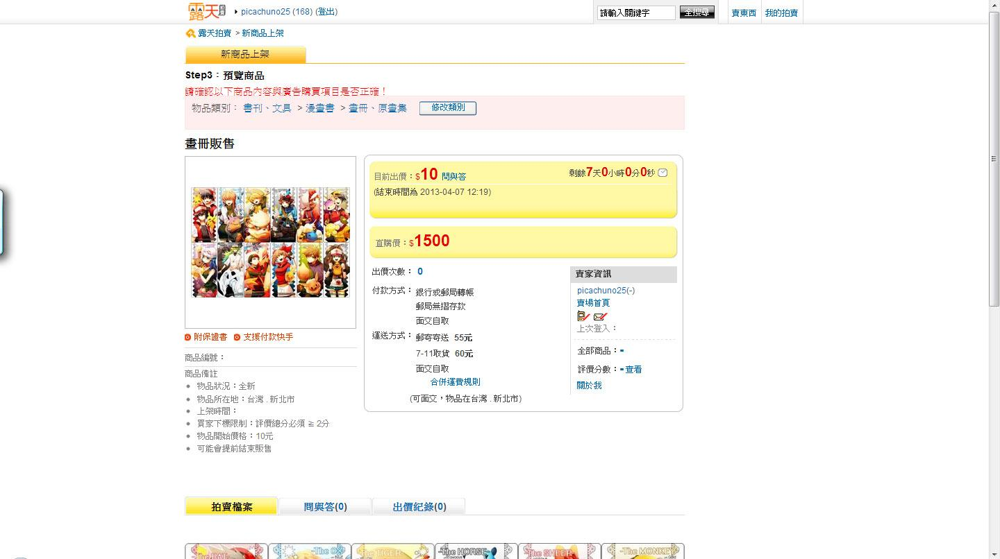 露天 拍賣 picachuno25 (168) (登出) 請輸入關鍵字 全搜尋 賣東西 我的拍賣
露天拍賣 > 新商品上架
新商品上架
Step3：預覽商品
請確認以下商品內容與廣告購買項目是否正確！
物品類別： 書刊、文具 > 漫畫書 > 畫冊、原畫集 修改類別
畫冊販售
目前出價：$10 問與答 剩餘7天0小時0分0秒
(結束時間為 2013-04-07 12:19)
直購價：$1500
出價次數： 0
付款方式： 銀行或郵局轉帳
郵局無摺存款
面交自取
運送方式： 郵寄寄送 55元
7-11取貨 60元
面交自取
合併運費規則
(可面交，物品在台灣 . 新北市)
賣家資訊
picachuno25(-)
賣場首頁
上次登入：
全部商品：-
評價分數：- 查看
關於我
附保證書 支援付款快手
商品編號：
商品備註
物品狀況：全新
物品所在地：台灣 . 新北市
上架時間：
買家下標限制：評價總分必須 ≧ 2分
物品開始價格：10元
可能會提前結束販售
拍賣檔案 問與答(0) 出價紀錄(0)
The RAT The OX The TIGER The HORSE The SHEEP The MONKEY